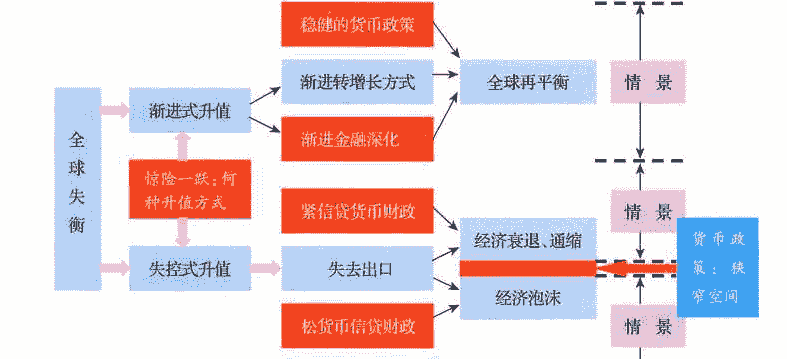 稳健的货币政策
渐进式升值
渐进转增长方式
全球再平衡
情景
渐进金融深化
全球失衡
惊险一跃：何
种升值方式
紧信贷货币财政
情景
经济衰退、通缩
失控式升值
失去出口
货币政
策：狭
窄空间
经济泡沫
松货币信贷财政
情景